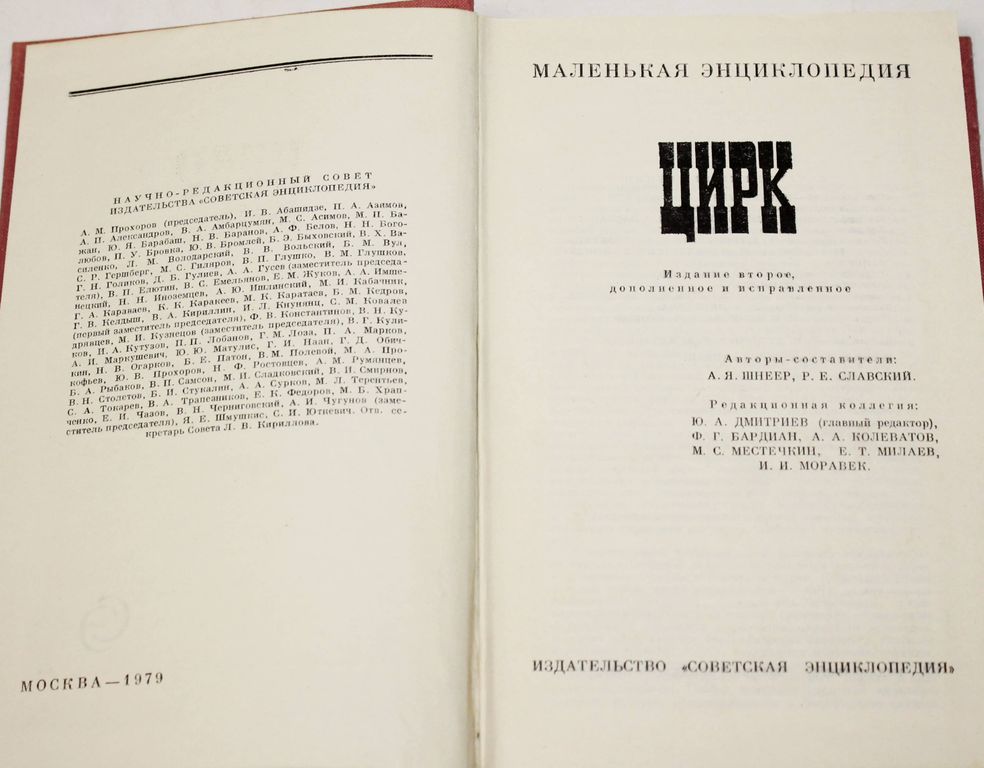 НАУЧНО-РЕДАКЦИОННЫЙ СОВЕТ
ИЗДАТЕЛЬСТВА «СОВЕТСКАЯ ЭНЦИКЛОПЕДИЯ»
А. М. Прохоров (председатель), И. В. Абашидзе, П. А. Азимов,
А. П. Александров, В. А. Амбарцумян, М. С. Асимов, М. П. Ба-
жан, Ю. Я. Барабаш, Н. В. Баранов, А. Ф. Белов, Н. Н. Бого-
любов, П. У. Бровка, Ю. В. Бромлей, Б. Э. Быховский, В. Х. Ва-
силенко, Л. М. Володарский, В. В. Вольский, Б. М. Вул,
С. Р. Гершберг, М. С. Гиляров, В. П. Глушко, В. М. Глушков,
Г. Н. Голиков, Д. Б. Гулиев, А. А. Гусев (заместитель председа-
теля), В. П. Елютин, В. С. Емельянов, Е. М. Жуков, А. А. Имше-
нецкий, Н. Н. Иноземцев, А. Ю. Ишлинский, М. И. Кабачник,
Г. А. Караваев, К. К. Каракеев, М. К. Каратаев, Б. М. Кедров,
Г. В. Келдыш, В. А. Кириллин, И. Л. Кнунянц, С. М. Ковалев
(первый заместитель председателя), Ф. В. Константинов, В. Н. Ку-
дрявцев, М. И. Кузнецов (заместитель председателя), В. Г. Кули-
ков, И. А. Кутузов, П. П. Лобанов, Г. М. Лоза, П. А. Марков,
А. И. Маркушевич, Ю. Ю. Матулис, Г. И. Наан, Г. Д. Обич-
кин, Н. В. Огарков, Б. Е. Патон, В. М. Полевой, М. А. Про-
кофьев, Ю. В. Прохоров, Н. Ф. Ростовцев, А. М. Румянцев,
Б. А. Рыбаков, В. П. Самсон, М. И. Сладковский, В. И. Смирнов,
В. Н. Столетов, Б. И. Стукалин, А. А. Сурков, М. Л. Терентьев,
С. А. Токарев, В. А. Трапезников, Е. К. Федоров, М. Б. Храп-
ченко, Е. И. Чазов, В. Н. Черниговский, А. И. Чугунов (заме-
ститель председателя), Я. Е. Шмушкис, С. И. Юткевич. Отв. се-
кретарь Совета Л. В. Кириллова.
МОСКВА — 1979
МАЛЕНЬКАЯ ЭНЦИКЛОПЕДИЯ
ЦИРК
Издание второе,
дополненное и исправленное
Авторы-составители:
А. Я. ШНЕЕР, Р. Е. СЛАВСКИЙ.
Редакционная коллегия:
Ю. А. ДМИТРИЕВ (главный редактор),
Ф. Г. БАРДИАН, А. А. КОЛЕВАТОВ,
М. С. МЕСТЕЧКИН, Е. Т. МИЛАЕВ,
И. И. МОРАВЕК.
ИЗДАТЕЛЬСТВО «СОВЕТСКАЯ ЭНЦИКЛОПЕДИЯ»